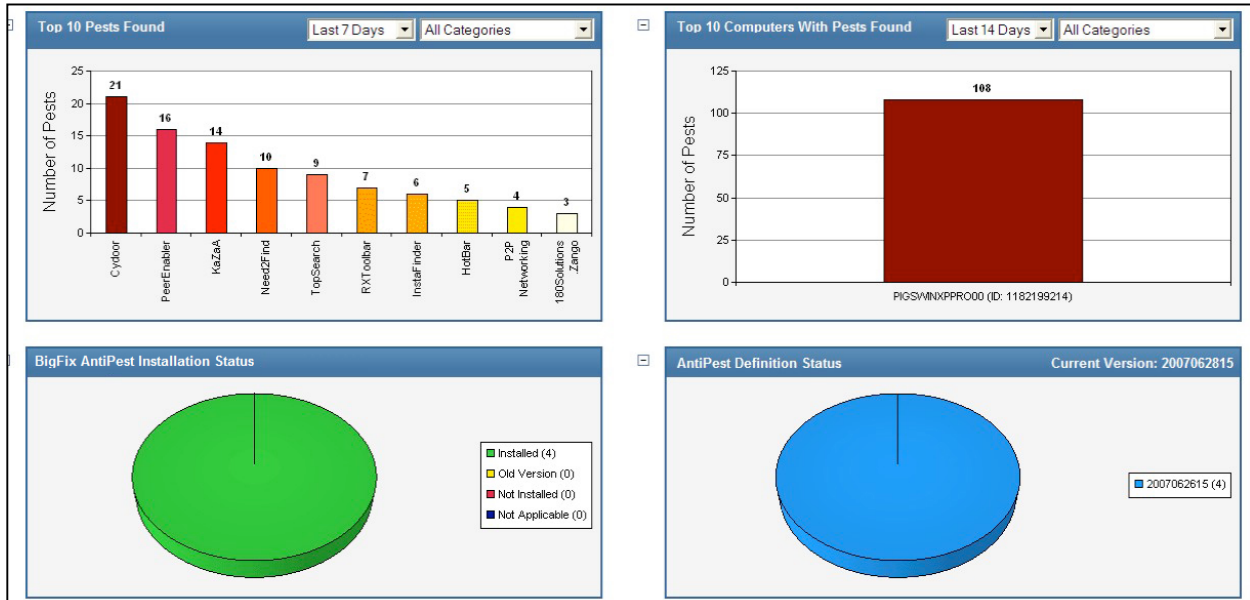 Top 10 Pests Found Last 7 Days All Categories
25
20
15
10
5
0
Number of Pests
21
16
14
10
9
7
6
5
4
3
Cydoor
PeerEnabler
KaZaA
Need2Find
TopSearch
RXToolbar
InstaFinder
HotBar
P2P
Networking
180Solutions
.Zango
Top 10 Computers With Pests Found Last 14 Days All Categories
125
100
75
50
25
0
Number of Pests
108
PIGSWINXPPRO00 (ID: 1182199214)
BigFix AntiPest Installation Status
Installed (4)
Old Version (0)
Not Installed (0)
Not Applicable (0)
AntiPest Definition Status Current Version: 2007062815
2007062615 (4)